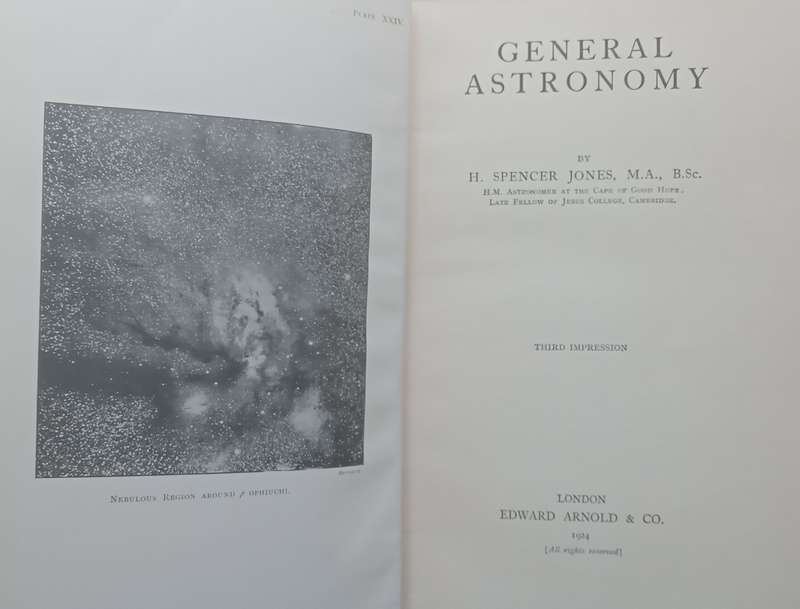 Plate XXIV.
Nebulous Region around ρ Ophiuchi.
GENERAL
ASTRONOMY
BY
H. SPENCER JONES, M.A., B.Sc.
H.M. Astronomer at the Cape of Good Hope;
Late Fellow of Jesus College, Cambridge.
THIRD IMPRESSION
LONDON
EDWARD ARNOLD & CO.
1924
[All rights reserved]